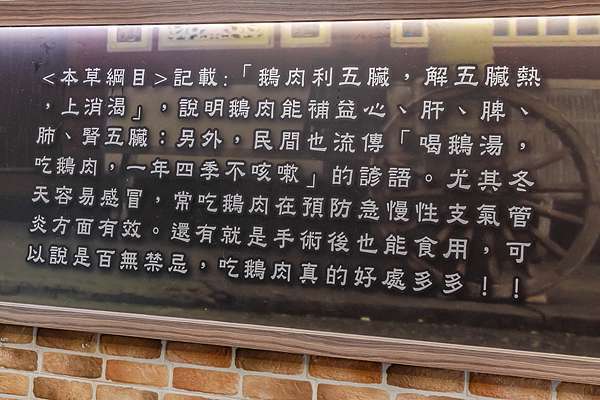 <本草綱目>記載:「鵝肉利五臟，解五臟熱
，上消渴」，說明鵝肉能補益心、肝、脾、
肺、腎五臟：另外，民間也流傳「喝鵝湯，
吃鵝肉，一年四季不咳嗽」的諺語。尤其冬
天容易感冒，常吃鵝肉在預防急慢性支氣管
炎方面有效。還有就是手術後也能食用，可
以說是百無禁忌，吃鵝肉真的好處多多！！